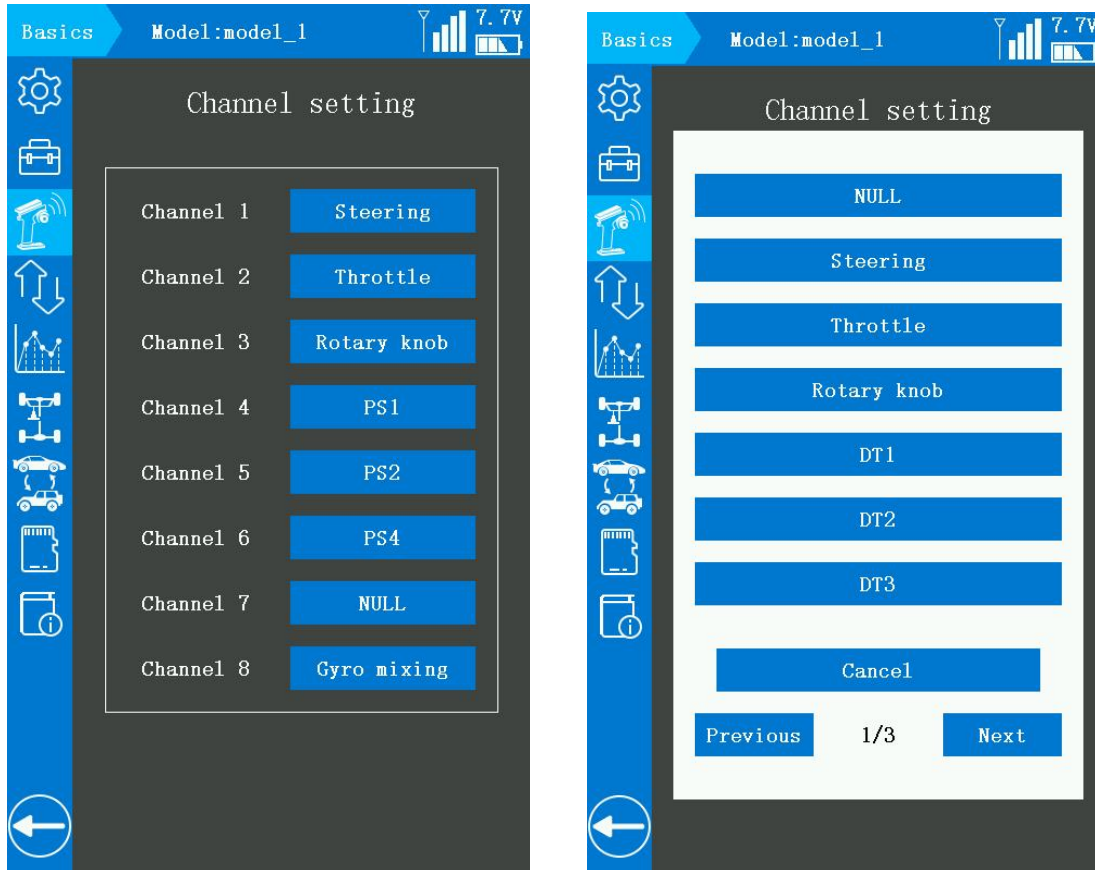 Basics Model:model_1 7.7V
Channel setting
Channel 1 Steering
Channel 2 Throttle
Channel 3 Rotary knob
Channel 4 PS1
Channel 5 PS2
Channel 6 PS4
Channel 7 NULL
Channel 8 Gyro mixing
Basics Model:model_1 7.7V
Channel setting
NULL
Steering
Throttle
Rotary knob
DT1
DT2
DT3
Cancel
Previous 1/3 Next